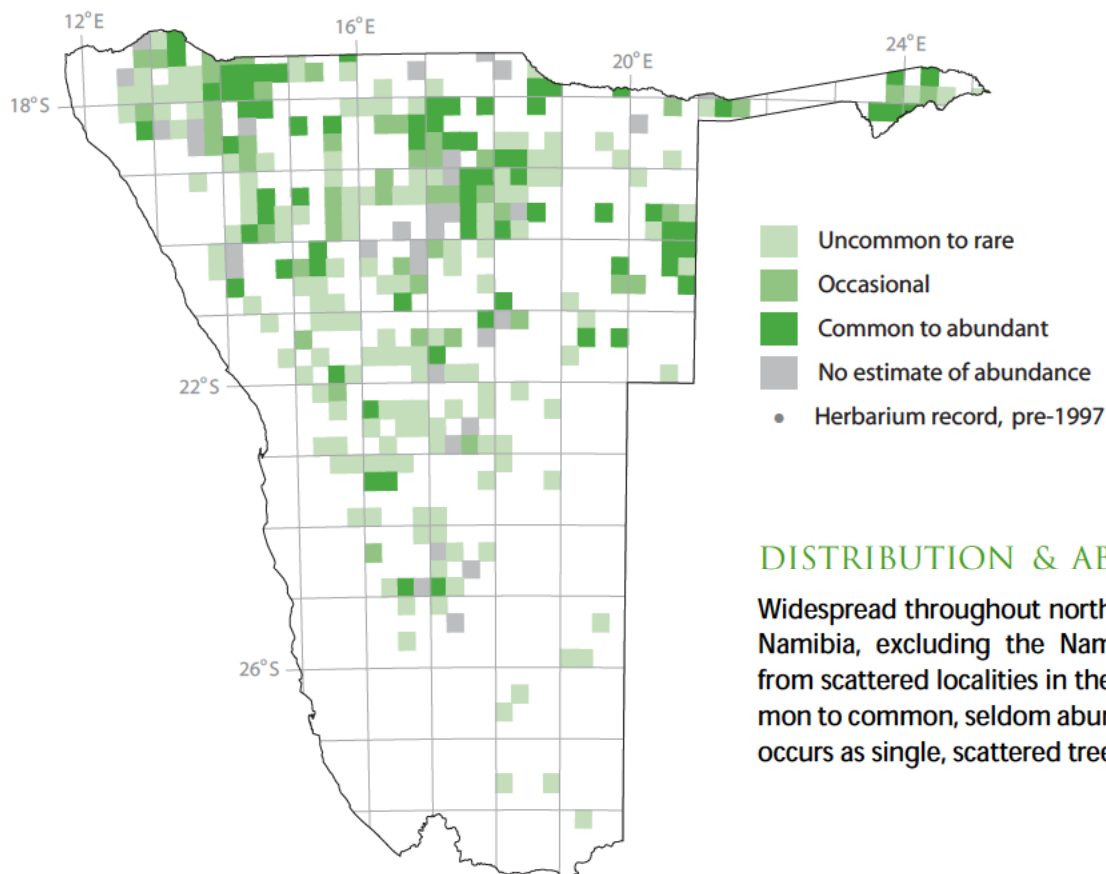 12°E
16°E
20°E
24°E
18°S
22°S
26°S
Uncommon to rare
Occasional
Common to abundant
No estimate of abundance
Herbarium record, pre-1997
DISTRIBUTION & AB
Widespread throughout north
Namibia, excluding the Nam
from scattered localities in the
mon to common, seldom abun
occurs as single, scattered tree